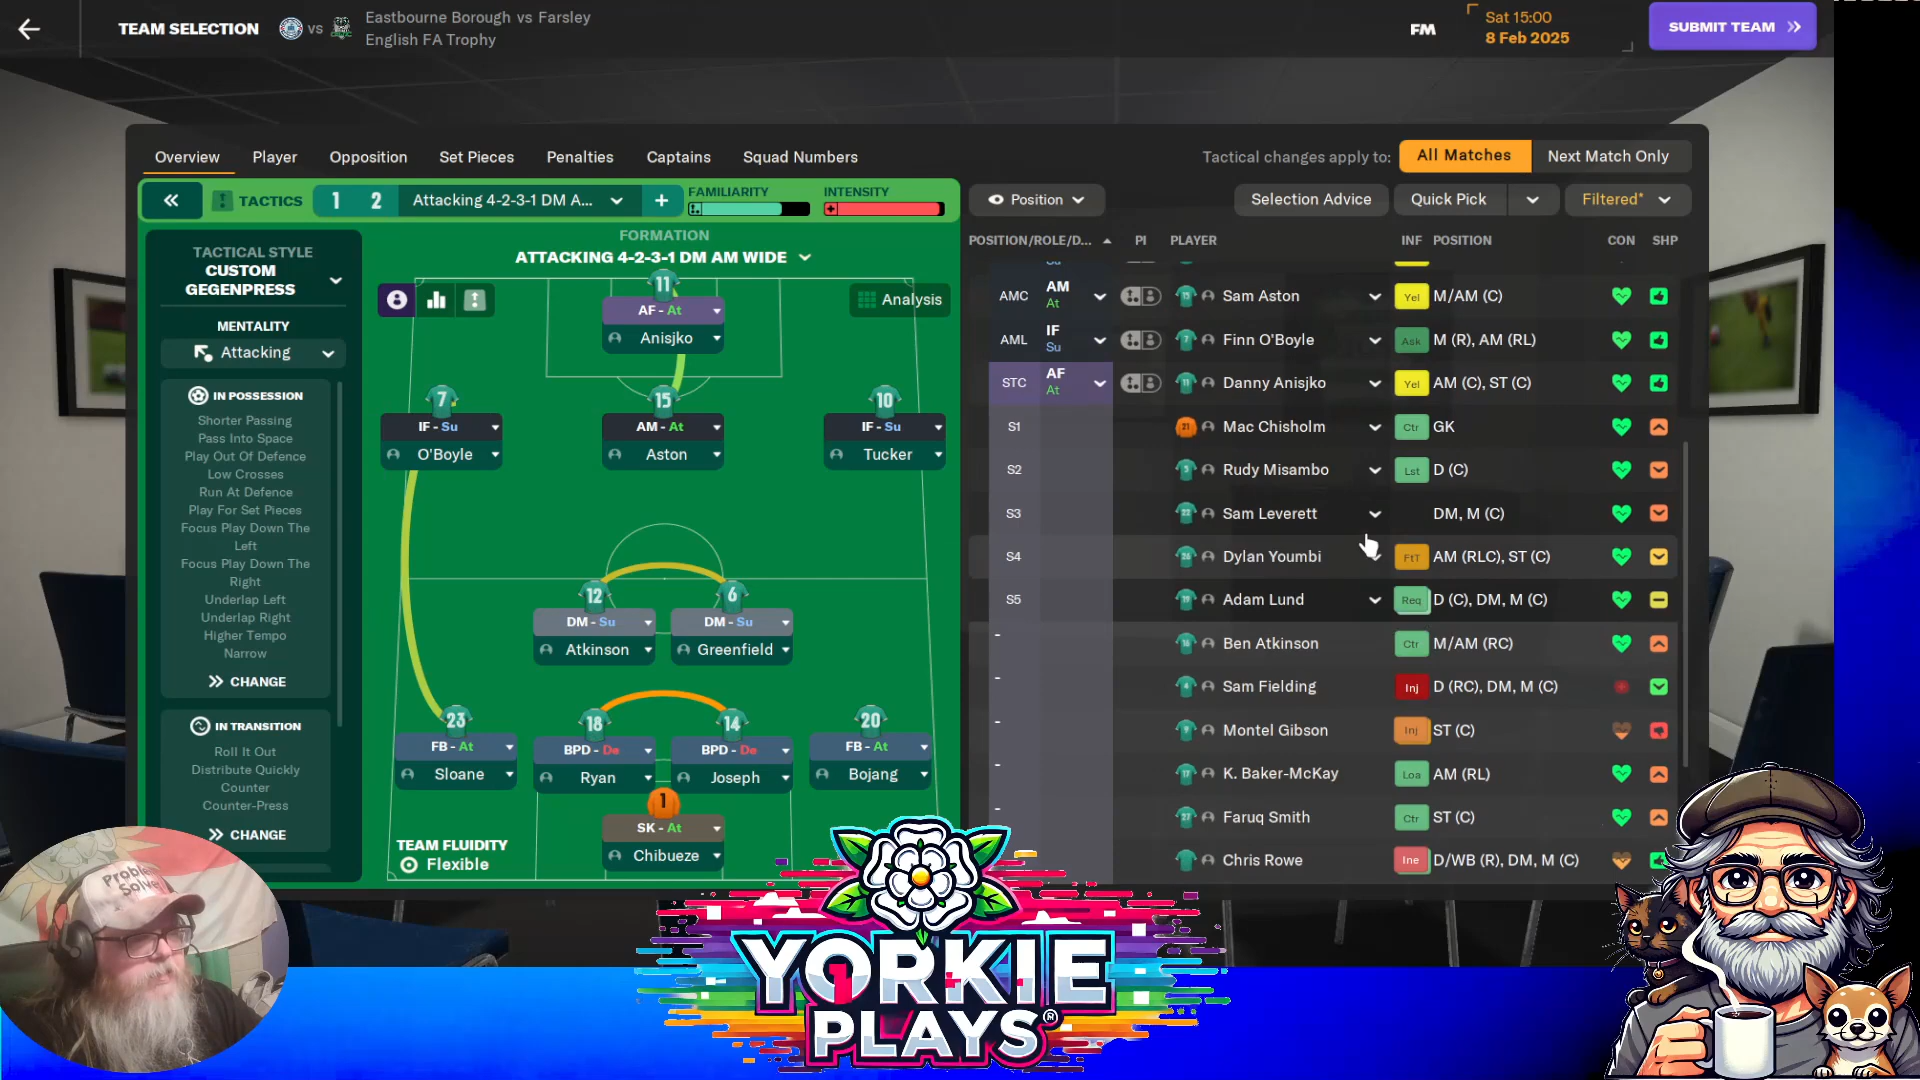 TEAM SELECTION
vs
Eastbourne Borough vs Farsley
English FA Trophy
FM
Sat 15:00
8 Feb 2025
SUBMIT TEAM
Overview
Player
Opposition
Set Pieces
Penalties
Captains
Squad Numbers
Tactical changes apply to:
All Matches
Next Match Only
TACTICS
1
2
Attacking 4-2-3-1 DM A...
FAMILIARITY
INTENSITY
Position
Selection Advice
Quick Pick
Filtered*
TACTICAL STYLE
CUSTOM
GEGENPRESS
MENTALITY
Attacking
IN POSSESSION
Shorter Passing
Pass Into Space
Play Out Of Defence
Low Crosses
Run At Defence
Play For Set Pieces
Focus Play Down The
Left
Focus Play Down The
Right
Underlap Left
Underlap Right
Higher Tempo
Narrow
CHANGE
IN TRANSITION
Roll It Out
Distribute Quickly
Counter
Counter-Press
CHANGE
FORMATION
ATTACKING 4-2-3-1 DM AM WIDE
Analysis
11
AF - At
Anisjko
7
IF - Su
O'Boyle
15
AM - At
Aston
10
IF - Su
Tucker
12
DM - Su
Atkinson
6
DM - Su
Greenfield
23
FB - At
Sloane
18
BPD - De
Ryan
14
BPD - De
Joseph
20
FB - At
Bojang
1
SK - At
Chibueze
TEAM FLUIDITY
Flexible
POSITION/ROLE/D...
PI
PLAYER
INF
POSITION
CON
SHP
Su
AMC AM At Sam Aston Yel M/AM (C)
AML IF Su Finn O'Boyle Ask M (R), AM (RL)
STC AF At Danny Anisjko Yel AM (C), ST (C)
S1 Mac Chisholm Ctr GK
S2 Rudy Misambo Lst D (C)
S3 Sam Leverett DM, M (C)
S4 Dylan Youmbi FtT AM (RLC), ST (C)
S5 Adam Lund Req D (C), DM, M (C)
- Ben Atkinson Ctr M/AM (RC)
- Sam Fielding Inj D (RC), DM, M (C)
- Montel Gibson Inj ST (C)
- K. Baker-McKay Loa AM (RL)
- Faruq Smith Ctr ST (C)
Chris Rowe Ine D/WB (R), DM, M (C)
Problem
Solver
YORKIE
PLAYS